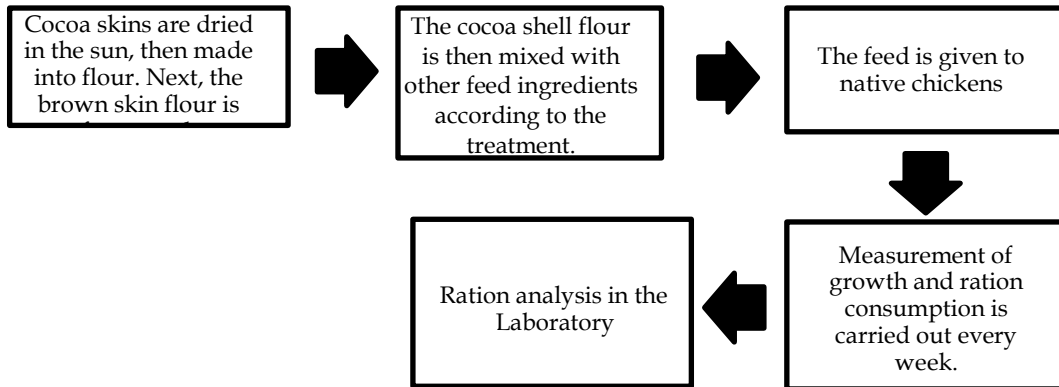 Cocoa skins are dried
in the sun, then made
into flour. Next, the
brown skin flour is
The cocoa shell flour
is then mixed with
other feed ingredients
according to the
treatment.
The feed is given to
native chickens
Measurement of
growth and ration
consumption is
carried out every
week.
Ration analysis in the
Laboratory